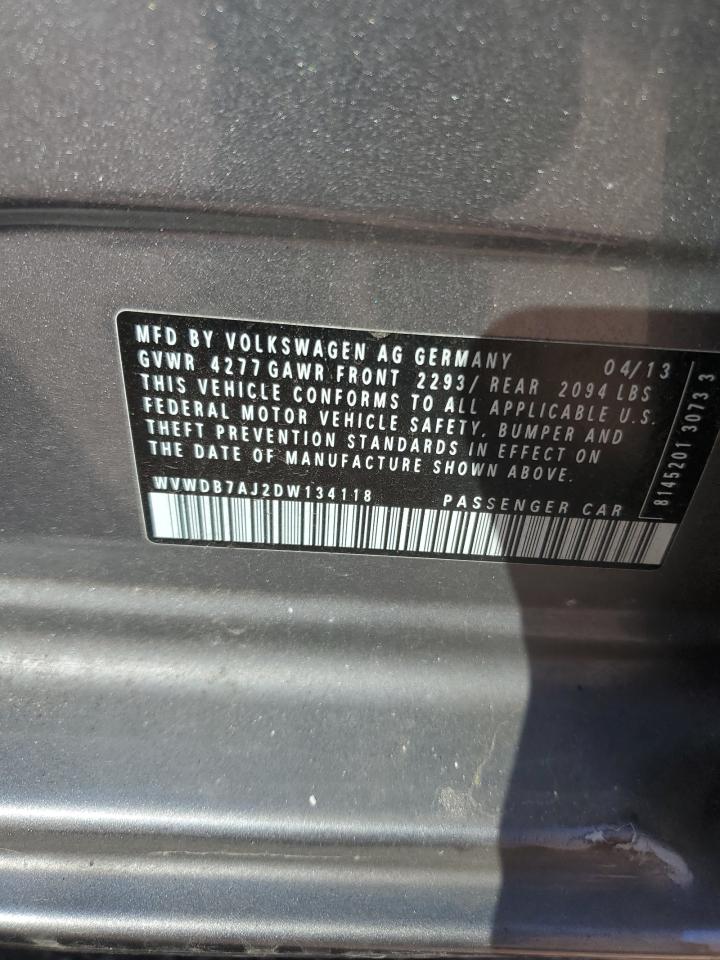 MFD BY VOLKSWAGEN AG GERMANY 04/13
GVWR 4277 GAWR FRONT 2293/ REAR 2094 LBS
THIS VEHICLE CONFORMS TO ALL APPLICABLE U.S.
FEDERAL MOTOR VEHICLE SAFETY, BUMPER AND
THEFT PREVENTION STANDARDS IN EFFECT ON
THE DATE OF MANUFACTURE SHOWN ABOVE.
WVWDB7AJ2DW134118 PASSENGER CAR
8145201 3073 3